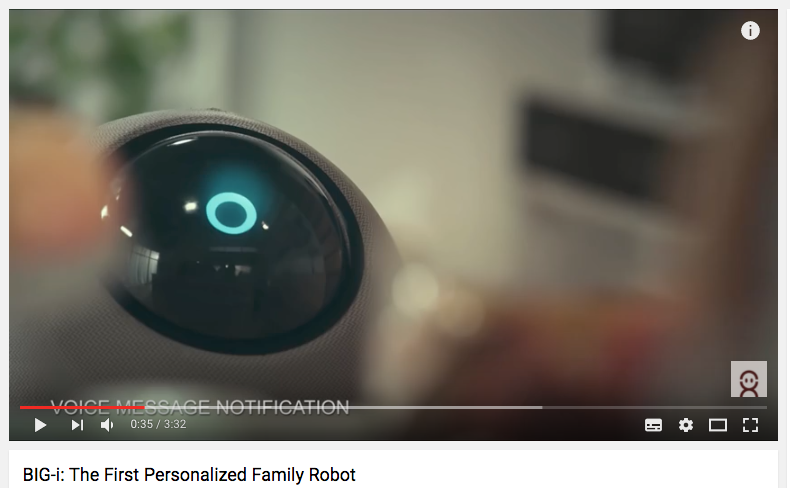 VOICE MESSAGE NOTIFICATION
0:35 / 3:32
BIG-i: The First Personalized Family Robot